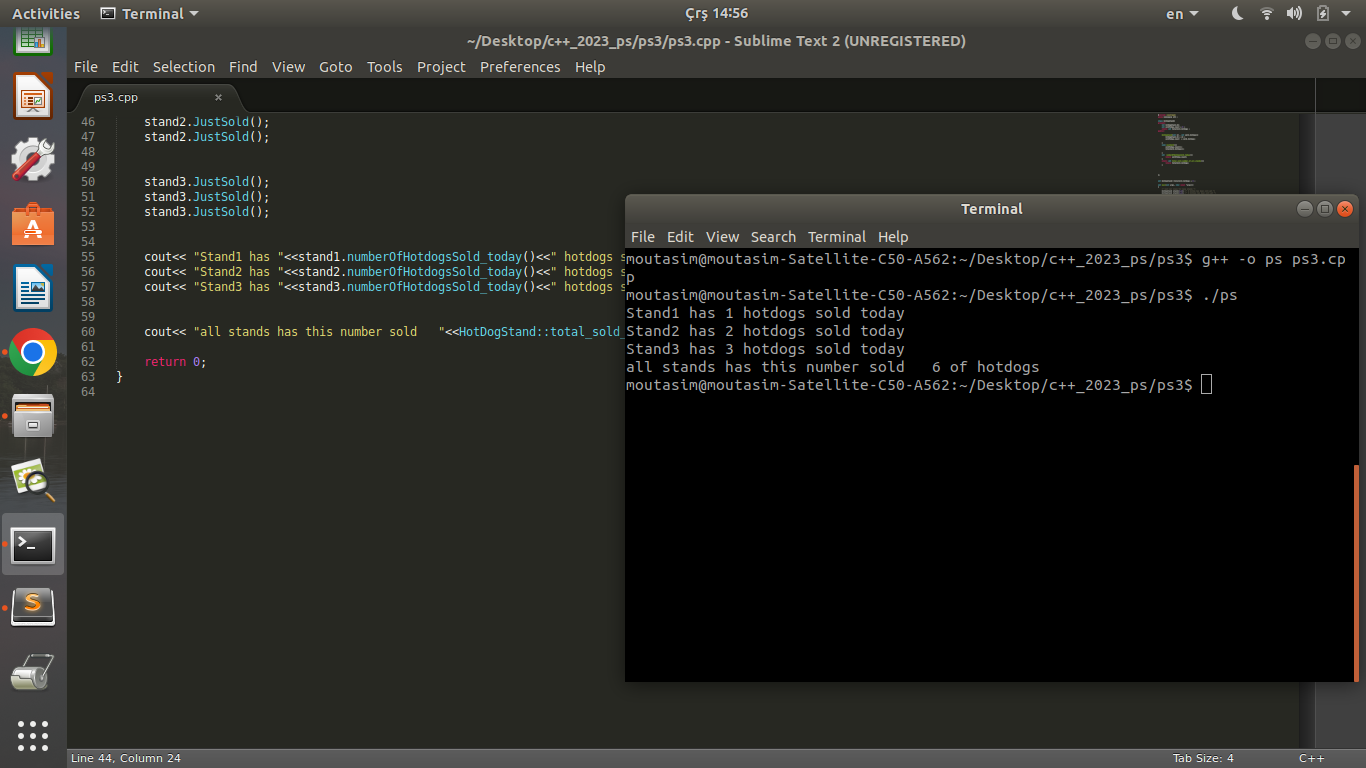 Activities Terminal Çrş 14:56 en
~/Desktop/c++_2023_ps/ps3/ps3.cpp - Sublime Text 2 (UNREGISTERED)
File Edit Selection Find View Goto Tools Project Preferences Help
ps3.cpp ×
46 stand2.JustSold();
47 stand2.JustSold();
48
49
50 stand3.JustSold();
51 stand3.JustSold();
52 stand3.JustSold();
53
54
55 cout<< "Stand1 has "<<stand1.numberOfHotdogsSold_today()<<" hotdogs s
56 cout<< "Stand2 has "<<stand2.numberOfHotdogsSold_today()<<" hotdogs s
57 cout<< "Stand3 has "<<stand3.numberOfHotdogsSold_today()<<" hotdogs s
58
59
60 cout<< "all stands has this number sold   "<<HotDogStand::total_sold_
61
62 return 0;
63 }
64
Terminal
File Edit View Search Terminal Help
moutasim@moutasim-Satellite-C50-A562:~/Desktop/c++_2023_ps/ps3$ g++ -o ps ps3.cp
p
moutasim@moutasim-Satellite-C50-A562:~/Desktop/c++_2023_ps/ps3$ ./ps
Stand1 has 1 hotdogs sold today
Stand2 has 2 hotdogs sold today
Stand3 has 3 hotdogs sold today
all stands has this number sold   6 of hotdogs
moutasim@moutasim-Satellite-C50-A562:~/Desktop/c++_2023_ps/ps3$
Line 44, Column 24 Tab Size: 4 C++